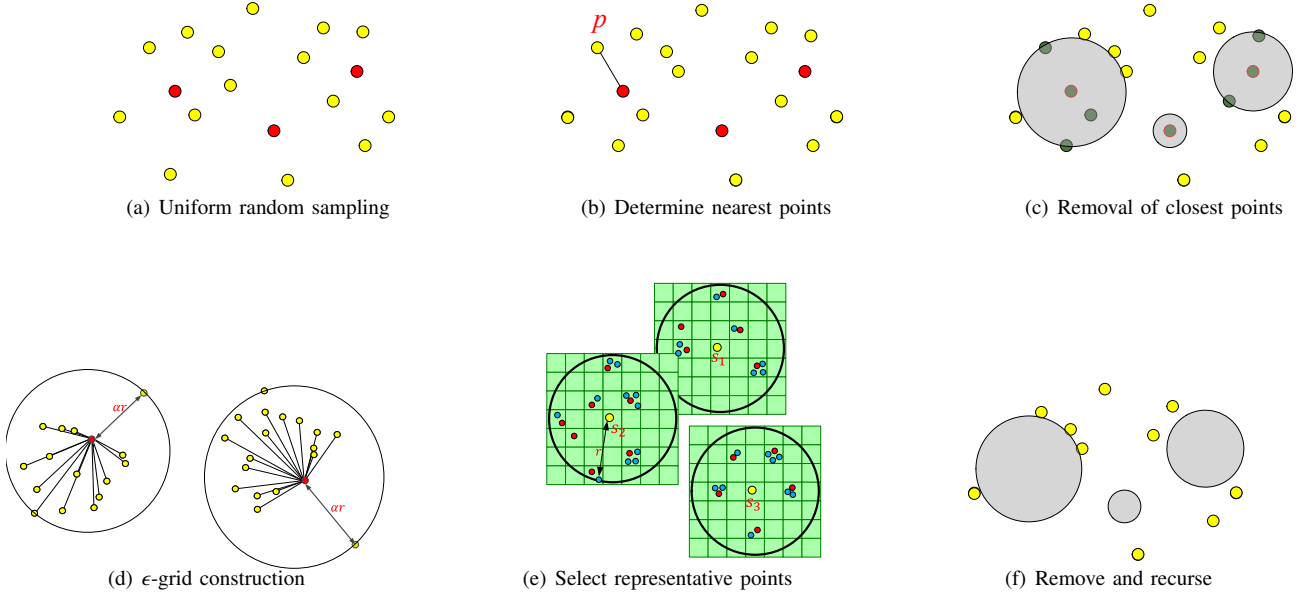 p
(a) Uniform random sampling
(b) Determine nearest points
(c) Removal of closest points
αr
αr
s1
s2
r
s3
(d) ϵ-grid construction
(e) Select representative points
(f) Remove and recurse